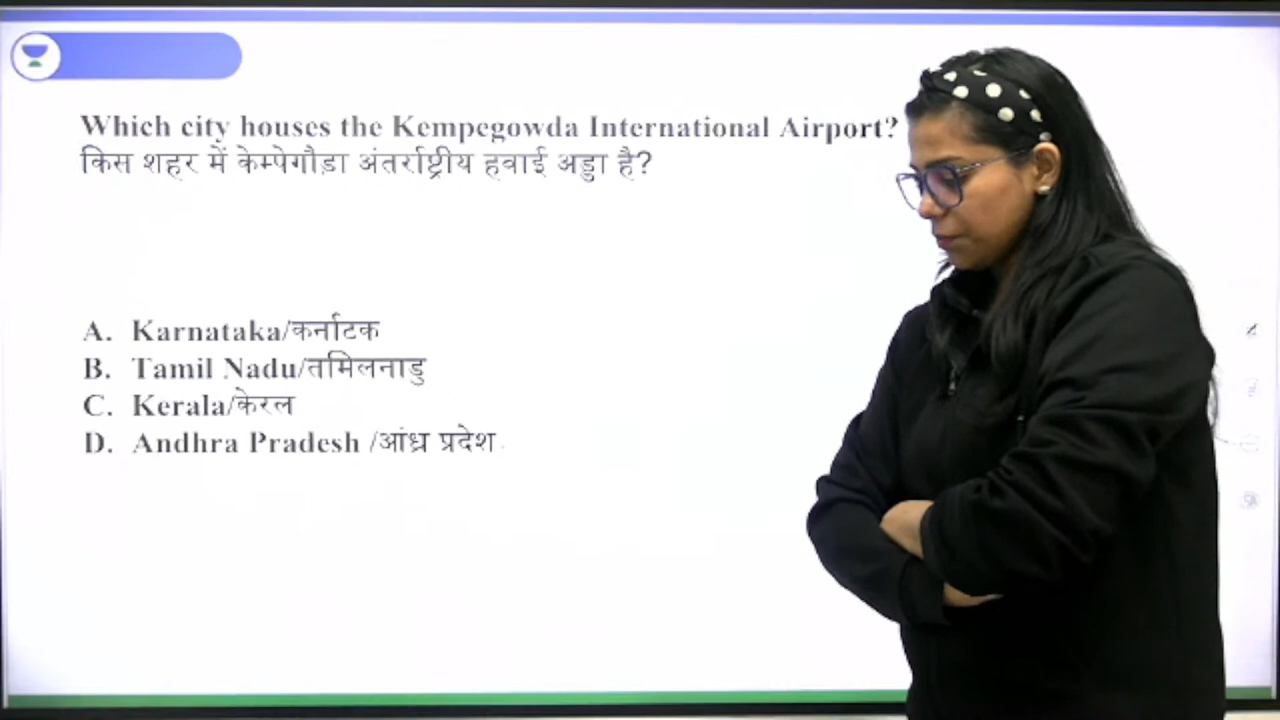 Which city houses the Kempegowda International Airport?
किस शहर में केम्पेगौड़ा अंतर्राष्ट्रीय हवाई अड्डा है?
A. Karnataka/कर्नाटक
B. Tamil Nadu/तमिलनाडु
C. Kerala/केरल
D. Andhra Pradesh /आंध्र प्रदेश